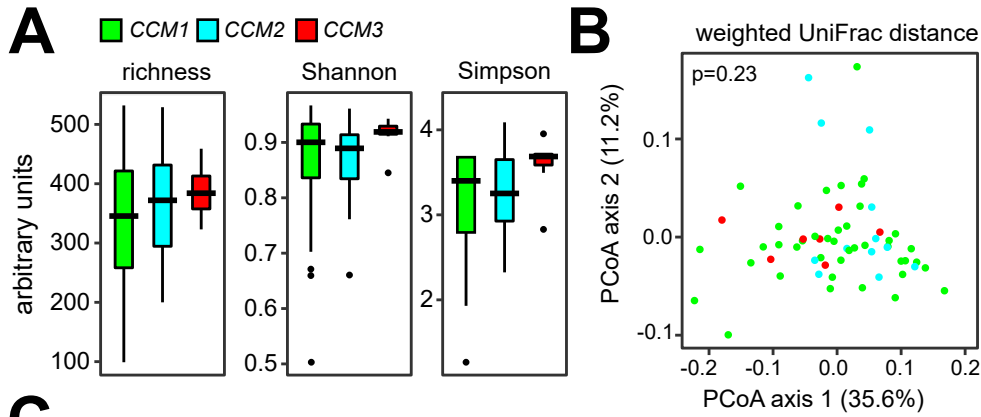 A
CCM1 CCM2 CCM3
richness
Shannon
Simpson
arbitrary units
500
400
300
200
100
0.9
0.8
0.7
0.6
0.5
4
3
2
B
weighted UniFrac distance
p=0.23
PCoA axis 2 (11.2%)
0.1
0.0
-0.1
-0.2 -0.1 0.0 0.1 0.2
PCoA axis 1 (35.6%)